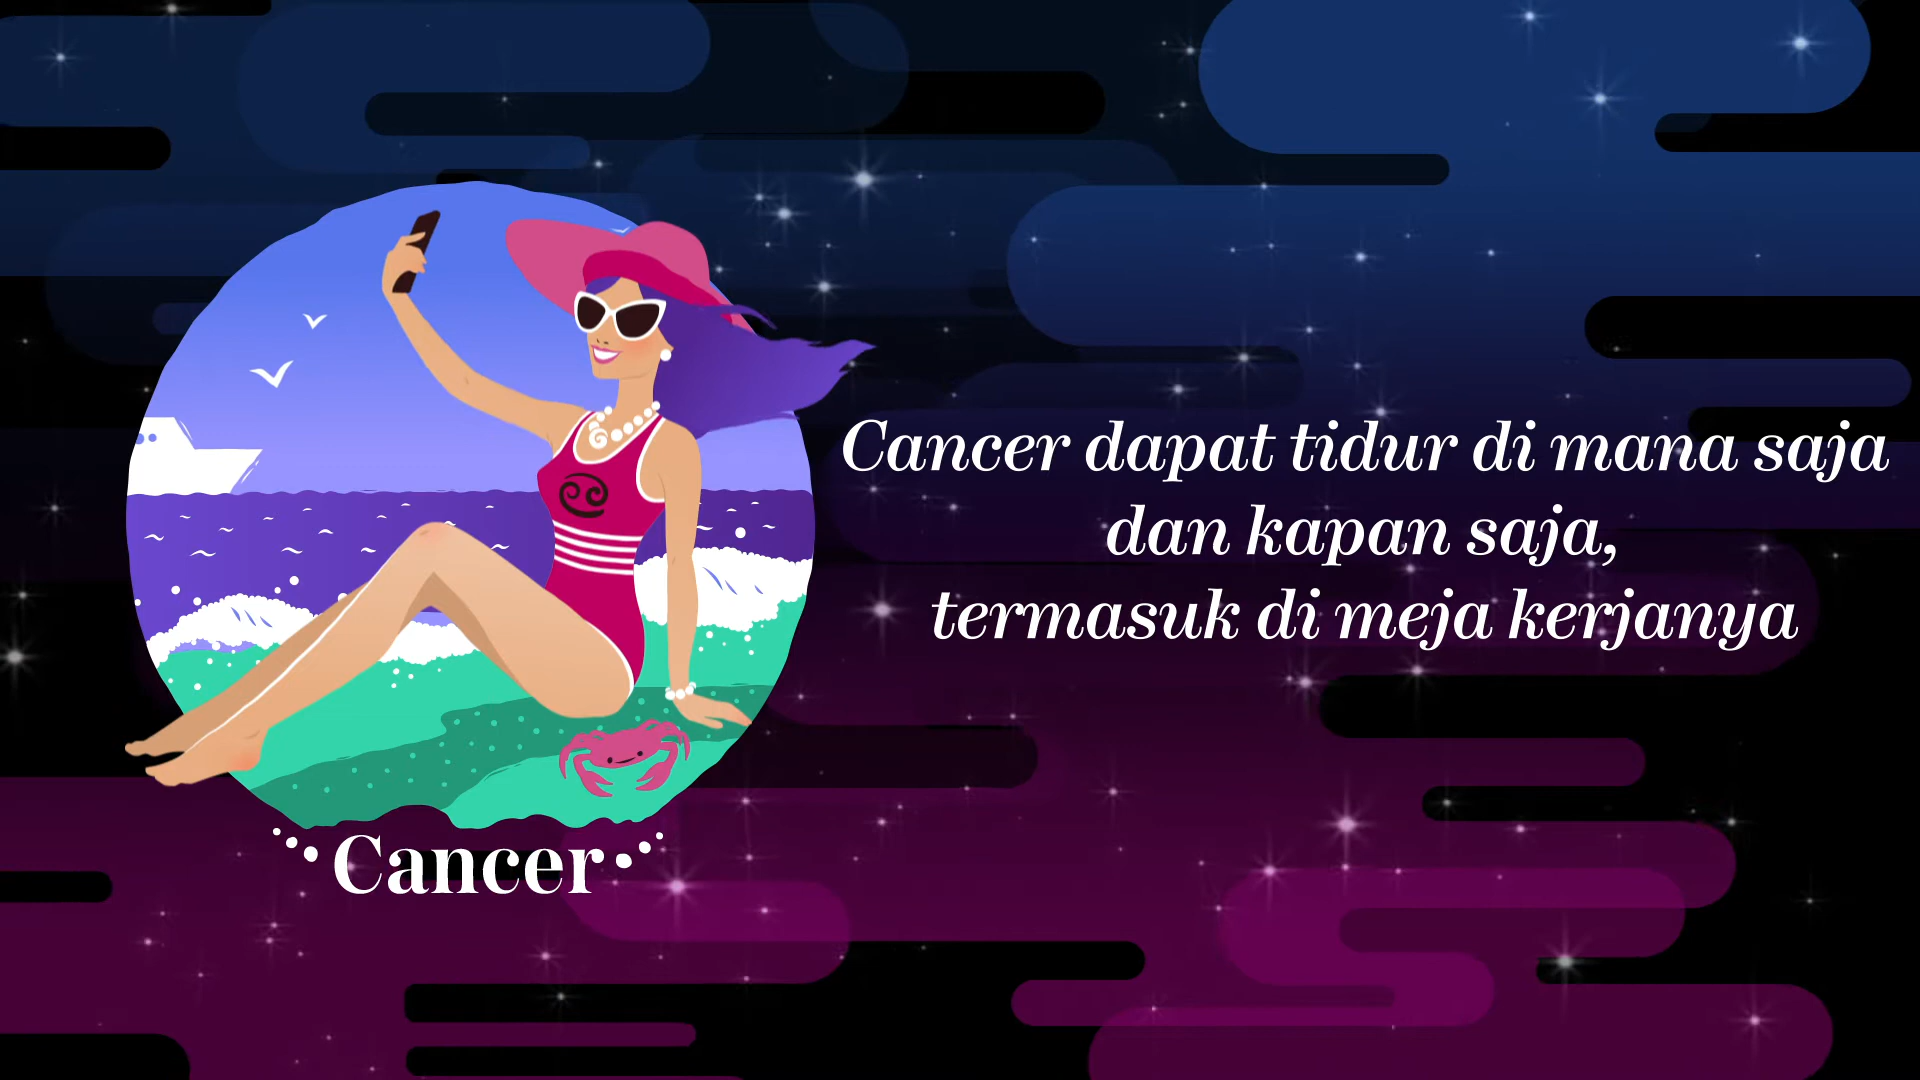 Cancer dapat tidur di mana saja
dan kapan saja,
termasuk di meja kerjanya
Cancer